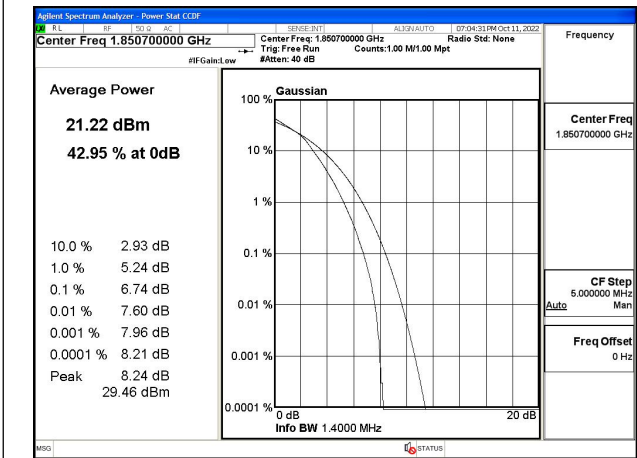 Agilent Spectrum Analyzer - Power Stat CCDF
LXI RL RF 50 Ω AC SENSE:INT ALIGN AUTO 07:04:31 PM Oct 11, 2022
Center Freq 1.850700000 GHz
Center Freq: 1.850700000 GHz Radio Std: None
Trig: Free Run Counts:1.00 M/1.00 Mpt
#IFGain:Low #Atten: 40 dB
Frequency
Average Power
21.22 dBm
42.95 % at 0dB
10.0 % 2.93 dB
1.0 % 5.24 dB
0.1 % 6.74 dB
0.01 % 7.60 dB
0.001 % 7.96 dB
0.0001 % 8.21 dB
Peak 8.24 dB
29.46 dBm
Gaussian
100 %
10 %
1 %
0.1 %
0.01 %
0.001 %
0.0001 %
0 dB 20 dB
Info BW 1.4000 MHz
Center Freq
1.850700000 GHz
CF Step
5.000000 MHz
Auto Man
Freq Offset
0 Hz
MSG STATUS